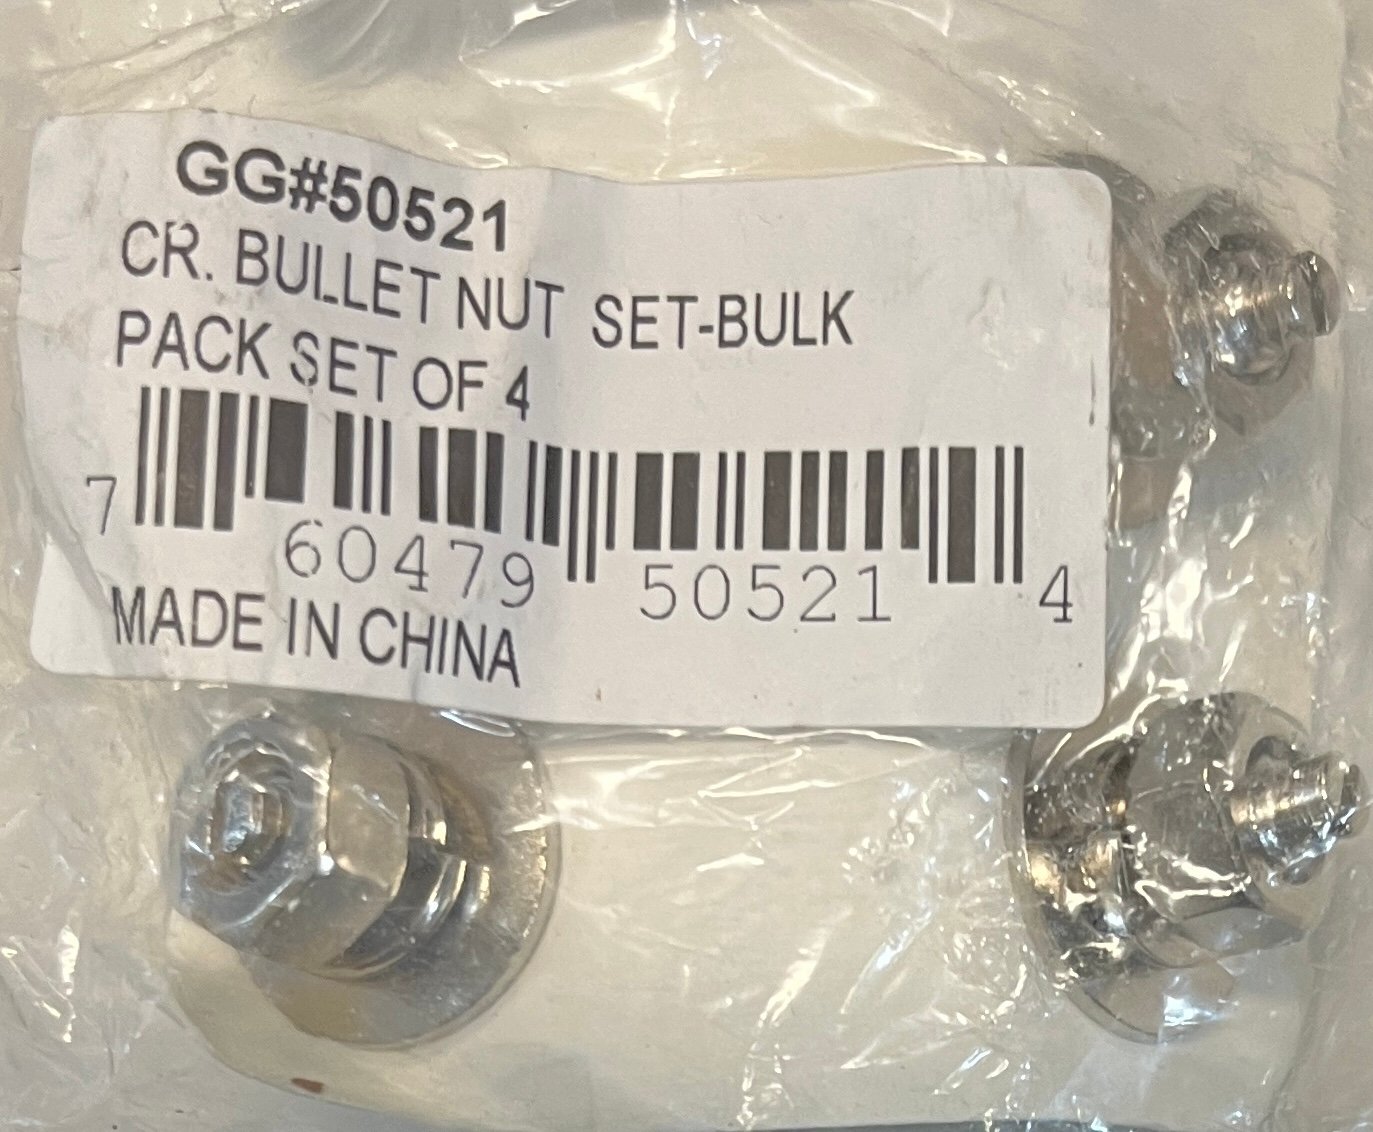 GG#50521
CR. BULLET NUT SET-BULK
PACK SET OF 4
7 60479 50521 4
MADE IN CHINA